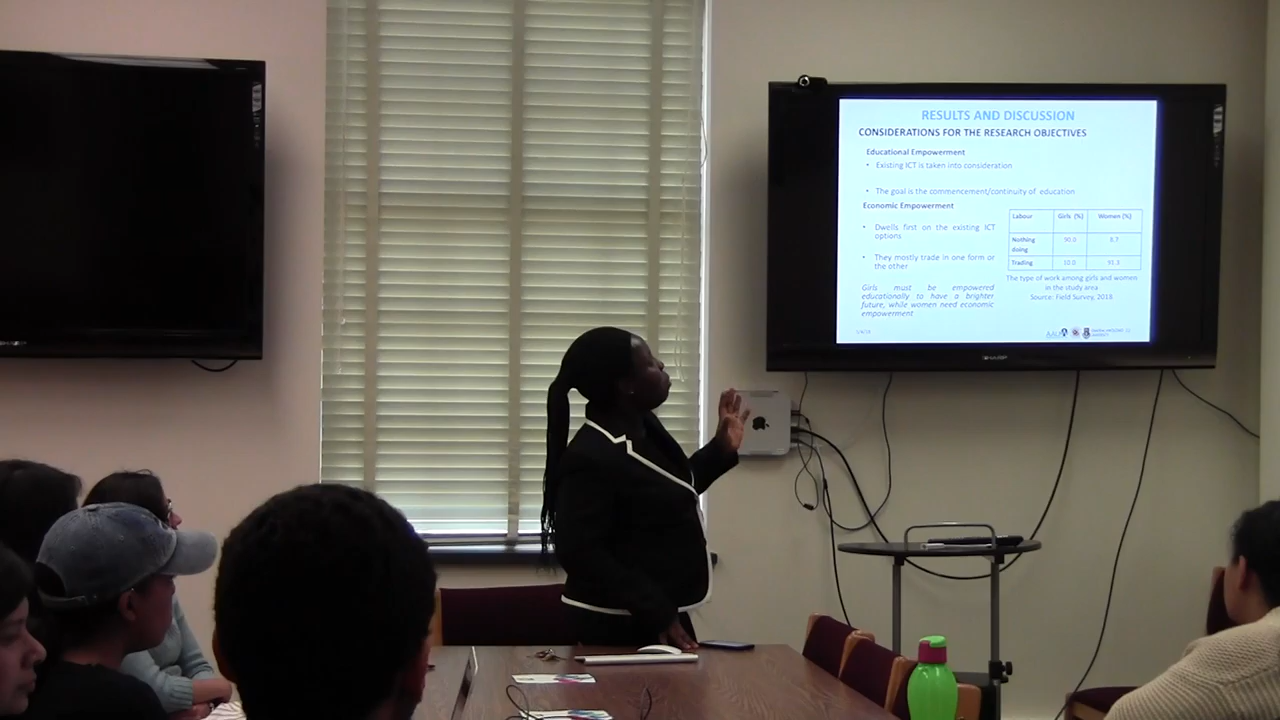 RESULTS AND DISCUSSION
CONSIDERATIONS FOR THE RESEARCH OBJECTIVES
Educational Empowerment
• Existing ICT is taken into consideration
• The goal is the commencement/continuity of education
Economic Empowerment
• Dwells first on the existing ICT
options
• They mostly trade in one form or
the other
Girls must be empowered
educationally to have a brighter
future, while women need economic
empowerment
Labour Girls (%) Women (%)
Nothing
doing 90.0 8.7
Trading 10.0 91.3
The type of work among girls and women
in the study area
Source: Field Survey, 2018
SHARP